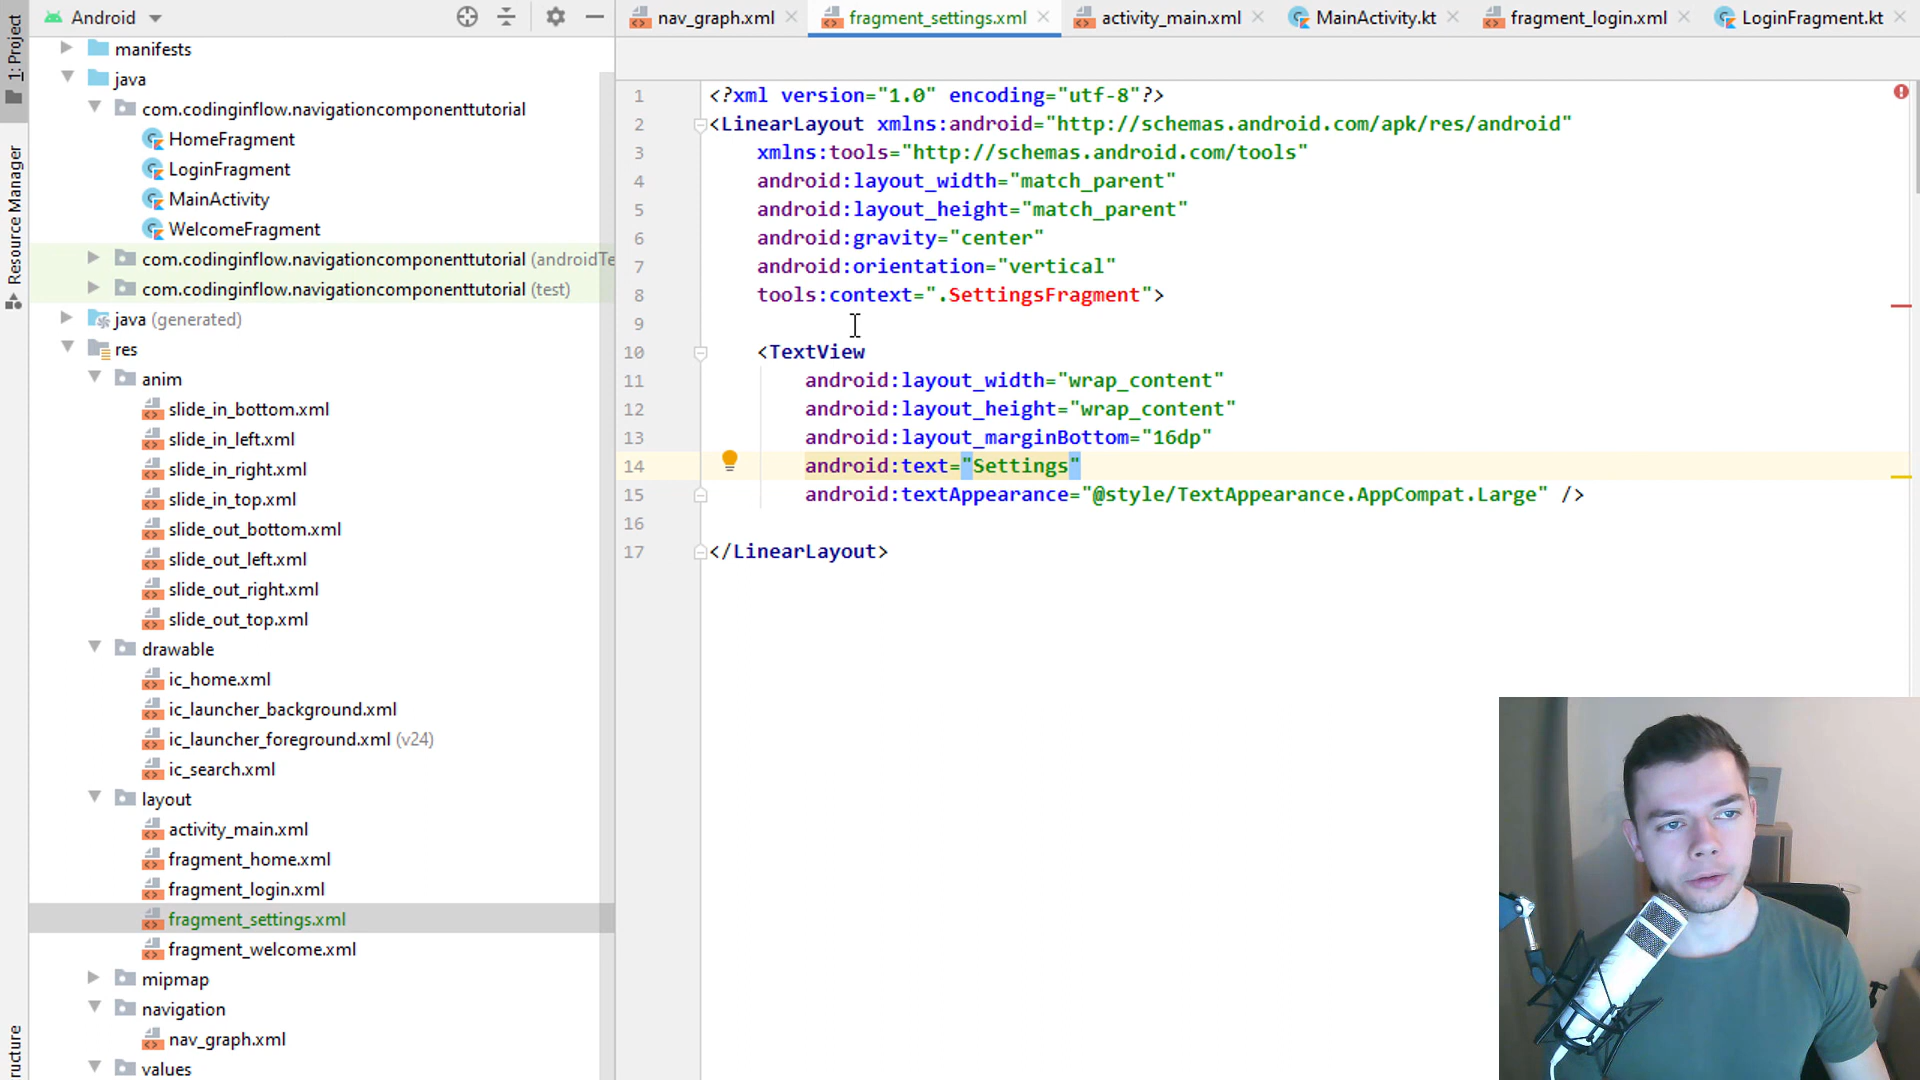 Android
nav_graph.xml
fragment_settings.xml
activity_main.xml
MainActivity.kt
fragment_login.xml
LoginFragment.kt
1: Project
Resource Manager
ructure
manifests
java
com.codinginflow.navigationcomponenttutorial
HomeFragment
LoginFragment
MainActivity
WelcomeFragment
com.codinginflow.navigationcomponenttutorial (androidTe
com.codinginflow.navigationcomponenttutorial (test)
java (generated)
res
anim
slide_in_bottom.xml
slide_in_left.xml
slide_in_right.xml
slide_in_top.xml
slide_out_bottom.xml
slide_out_left.xml
slide_out_right.xml
slide_out_top.xml
drawable
ic_home.xml
ic_launcher_background.xml
ic_launcher_foreground.xml (v24)
ic_search.xml
layout
activity_main.xml
fragment_home.xml
fragment_login.xml
fragment_settings.xml
fragment_welcome.xml
mipmap
navigation
nav_graph.xml
values
1 <?xml version="1.0" encoding="utf-8"?>
2 <LinearLayout xmlns:android="http://schemas.android.com/apk/res/android"
3 xmlns:tools="http://schemas.android.com/tools"
4 android:layout_width="match_parent"
5 android:layout_height="match_parent"
6 android:gravity="center"
7 android:orientation="vertical"
8 tools:context=".SettingsFragment">
9
10 <TextView
11 android:layout_width="wrap_content"
12 android:layout_height="wrap_content"
13 android:layout_marginBottom="16dp"
14 android:text="Settings"
15 android:textAppearance="@style/TextAppearance.AppCompat.Large" />
16
17 </LinearLayout>